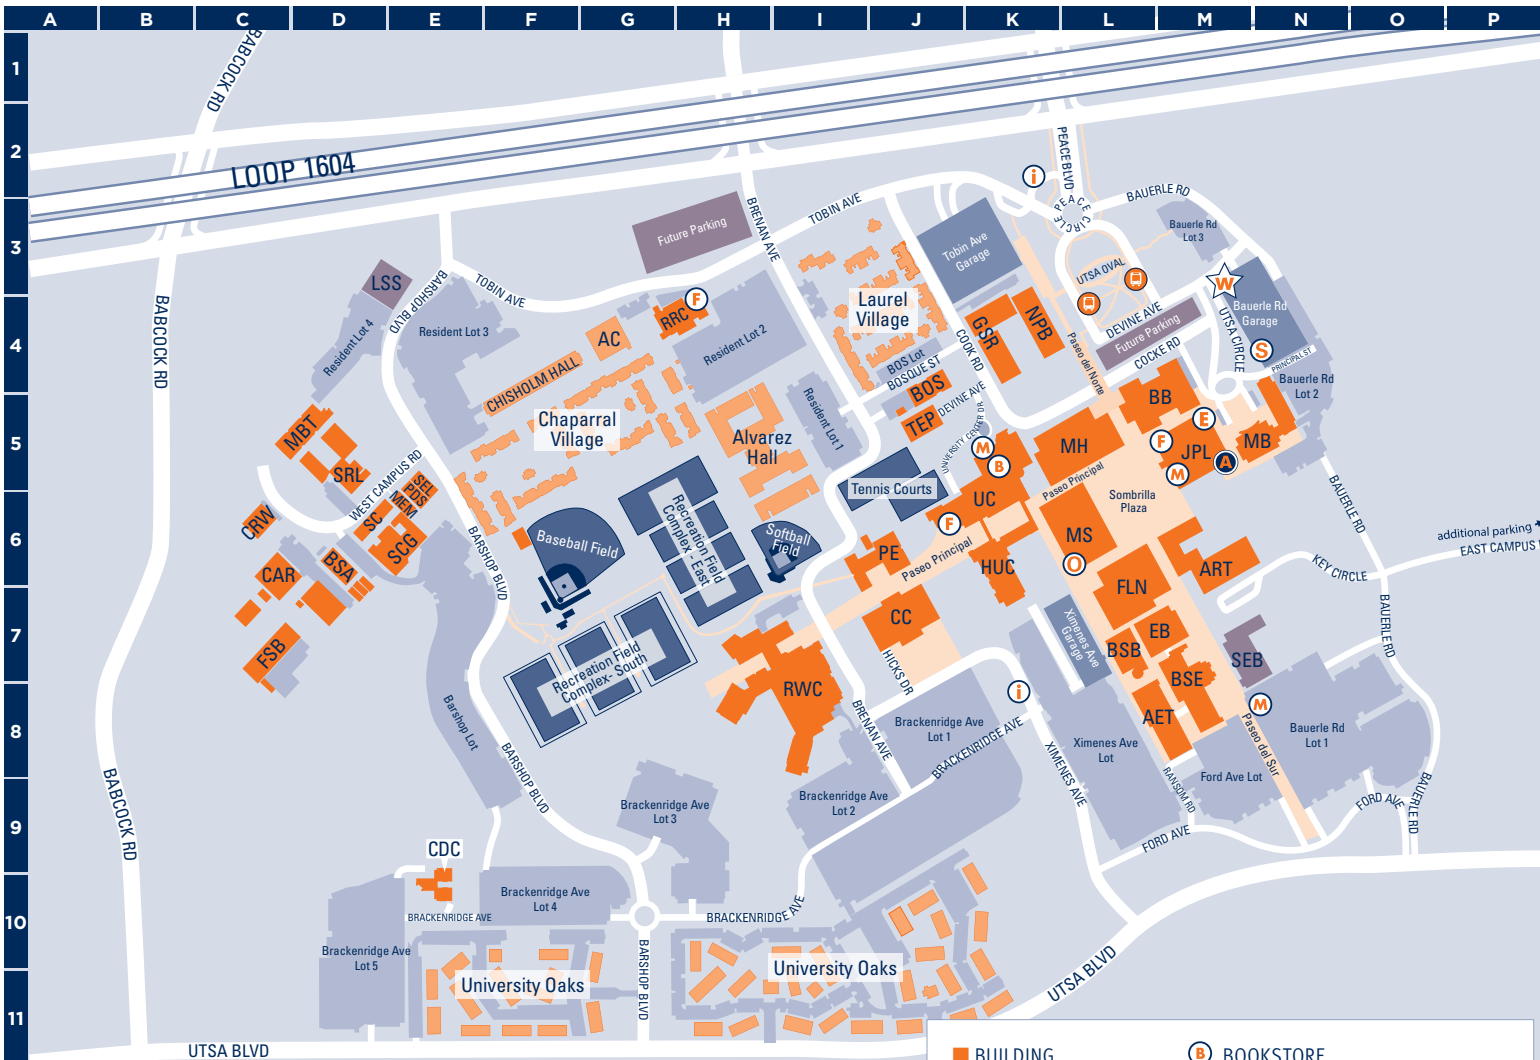 A B C D E F G H I J K L M N O P
1
2
3
4
5
6
7
8
9
10
11
BABCOCK RD
BABCOCK RD
BABCOCK RD
BABCOCK RD
LOOP 1604
PEACE BLVD
PEACE CIRCLE
BAUERLE RD
Bauerle Rd
Lot 3
i
TOBIN AVE
BRENAN AVE
Future Parking
Tobin Ave
Garage
UTSA OVAL
W
Bauerle Rd
Garage
LSS
BARSHOP BLVD
TOBIN AVE
Resident Lot 4
Resident Lot 3
F
RRC
AC
Resident Lot 2
Laurel
Village
GSR
NPB
COOK RD
Paseo del Norte
DEVINE AVE
Future Parking
COCKE RD
UTSA CIRCLE
S
PRINCIPAL ST
Bauerle Rd
Lot 2
CHISHOLM HALL
BOS Lot
BOSQUE ST
BOS
DEVINE AVE
TEP
BB
E
Chaparral
Village
Alvarez
Hall
Resident Lot 1
UNIVERSITY CENTER DR
M
B
MH
F
JPL
M
A
MB
MBT
SRL
WEST CAMPUS RD
SEL
PDS
MEM
SC
SCG
CRW
CAR
BSA
FSB
Tennis Courts
UC
Paseo Principal
Sombrilla
Plaza
BAUERLE RD
Baseball Field
Recreation Field
Complex - East
Softball
Field
F
PE
Paseo Principal
HUC
MS
O
ART
additional parking
EAST CAMPUS
KEY CIRCLE
BARSHOP BLVD
FLN
CC
Ximenes Ave
Garage
EB
BSB
SEB
BAUERLE RD
Recreation Field
Complex- South
HICKS DR
RWC
BSE
i
M
AET
Barshop Lot
BRENAN AVE
Brackenridge Ave
Lot 1
BRACKENRIDGE AVE
XIMENES AVE
Ximenes Ave
Lot
Paseo del Sur
Bauerle Rd
Lot 1
BARSHOP BLVD
Ford Ave Lot
RANSOM RD
Brackenridge Ave
Lot 3
Brackenridge Ave
Lot 2
FORD AVE
FORD AVE
BAUERLE RD
CDC
Brackenridge Ave
Lot 4
BRACKENRIDGE AVE
BRACKENRIDGE AVE
Brackenridge Ave
Lot 5
BARSHOP BLVD
University Oaks
University Oaks
UTSA BLVD
UTSA BLVD
BUILDING
B BOOKSTORE